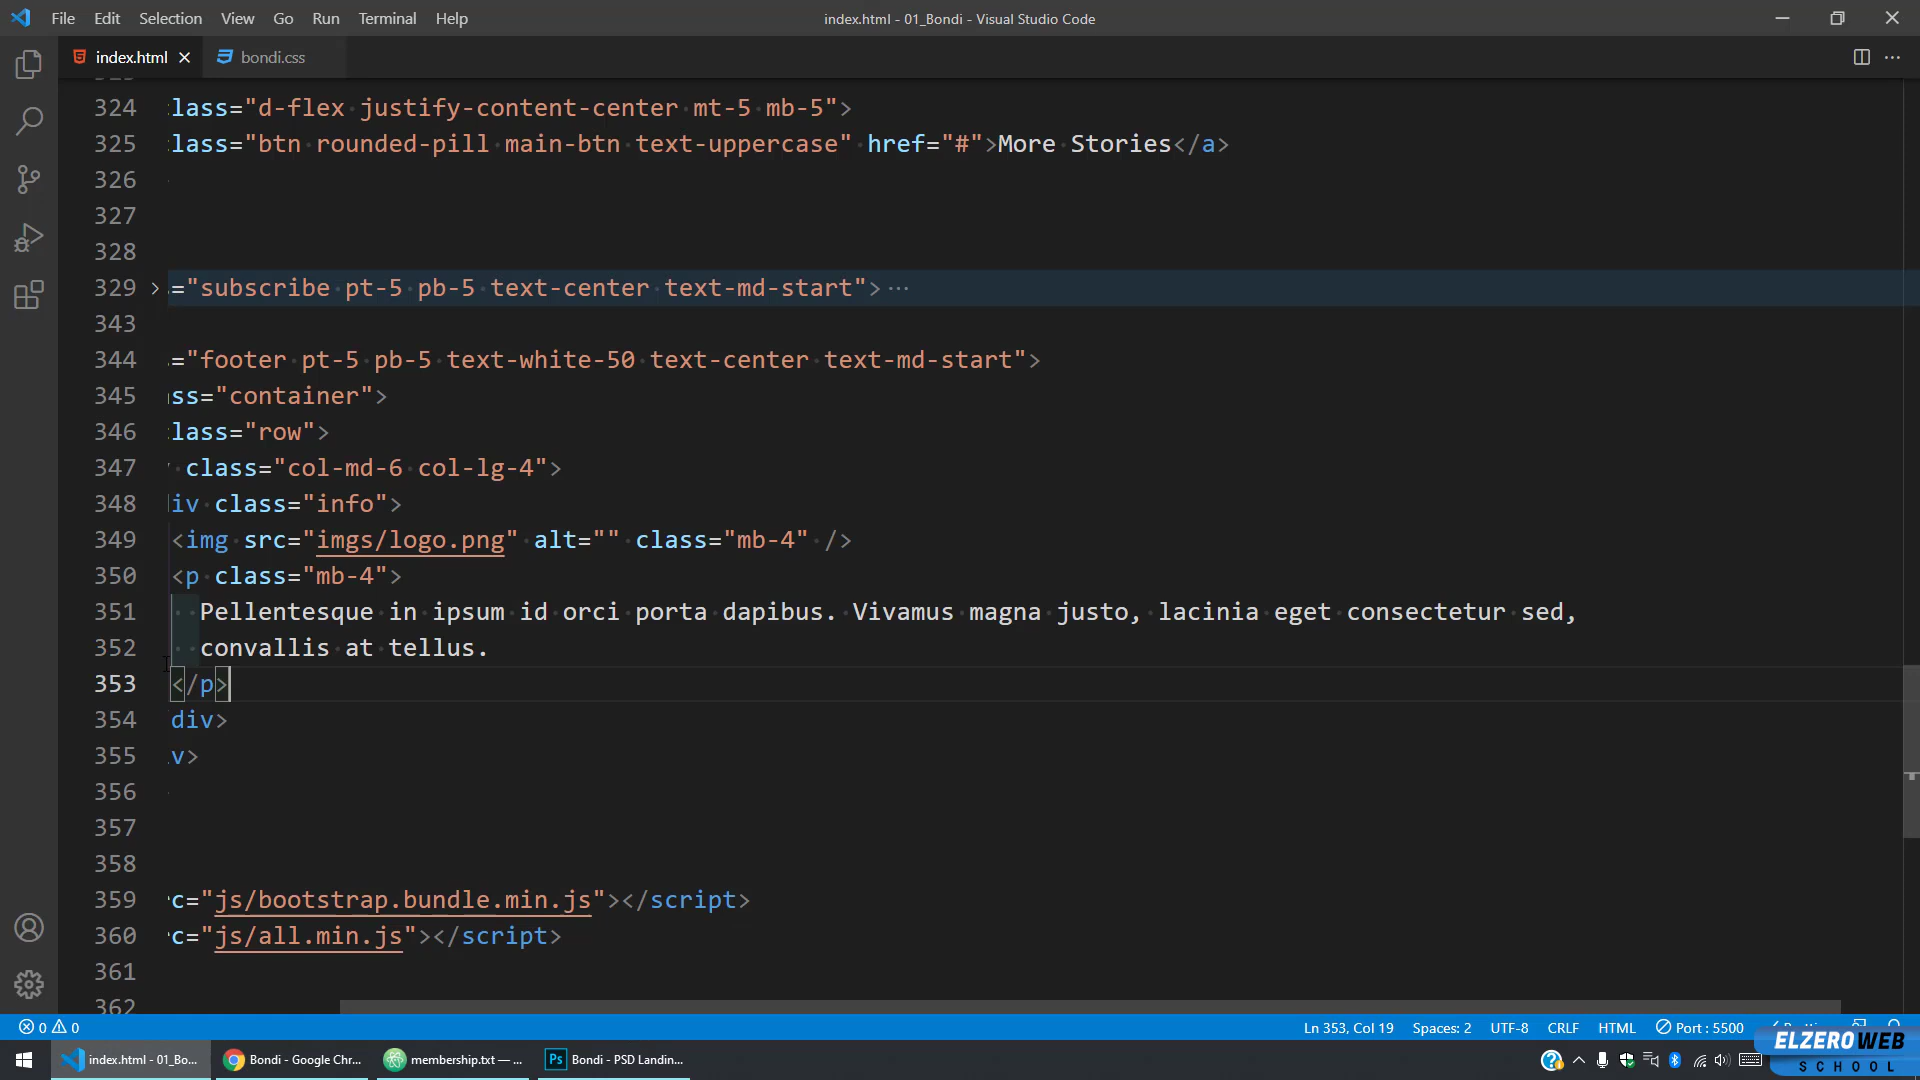 File Edit Selection View Go Run Terminal Help
index.html - 01_Bondi - Visual Studio Code
index.html
bondi.css
324 lass="d-flex justify-content-center mt-5 mb-5">
325 lass="btn rounded-pill main-btn text-uppercase" href="#">More Stories</a>
326
327
328
329 ="subscribe pt-5 pb-5 text-center text-md-start"> ···
343
344 ="footer pt-5 pb-5 text-white-50 text-center text-md-start">
345 ss="container">
346 lass="row">
347 class="col-md-6 col-lg-4">
348 iv class="info">
349 <img src="imgs/logo.png" alt="" class="mb-4" />
350 <p class="mb-4">
351 Pellentesque in ipsum id orci porta dapibus. Vivamus magna justo, lacinia eget consectetur sed,
352 convallis at tellus.
353 </p>
354 div>
355 v>
356
357
358
359 c="js/bootstrap.bundle.min.js"></script>
360 c="js/all.min.js"></script>
361
362
0 0 Ln 353, Col 19 Spaces: 2 UTF-8 CRLF HTML Port : 5500
index.html - 01_Bo...
Bondi - Google Chr...
membership.txt — ...
Ps Bondi - PSD Landin...
ELZEROWEB
SCHOOL